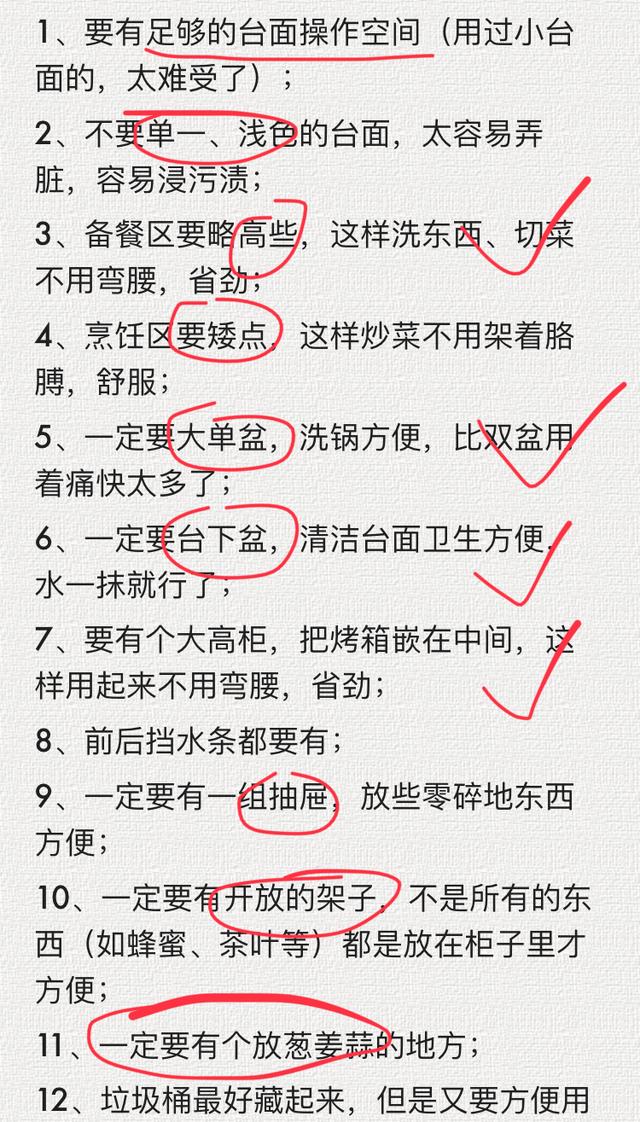 1、要有足够的台面操作空间（用过小台
面的，太难受了）；
2、不要单一、浅色的台面，太容易弄
脏，容易浸污渍；
3、备餐区要略高些，这样洗东西、切菜
不用弯腰，省劲；
4、烹饪区要矮点，这样炒菜不用架着胳
膊，舒服；
5、一定要大单盆，洗锅方便，比双盆用
着痛快太多了；
6、一定要台下盆，清洁台面卫生方便，
水一抹就行了；
7、要有个大高柜，把烤箱嵌在中间，这
样用起来不用弯腰，省劲；
8、前后挡水条都要有；
9、一定要有一组抽屉，放些零碎地东西
方便；
10、一定要有开放的架子，不是所有的东
西（如蜂蜜、茶叶等）都是放在柜子里才
方便；
11、一定要有个放葱姜蒜的地方；
12、垃圾桶最好藏起来，但是又要方便用